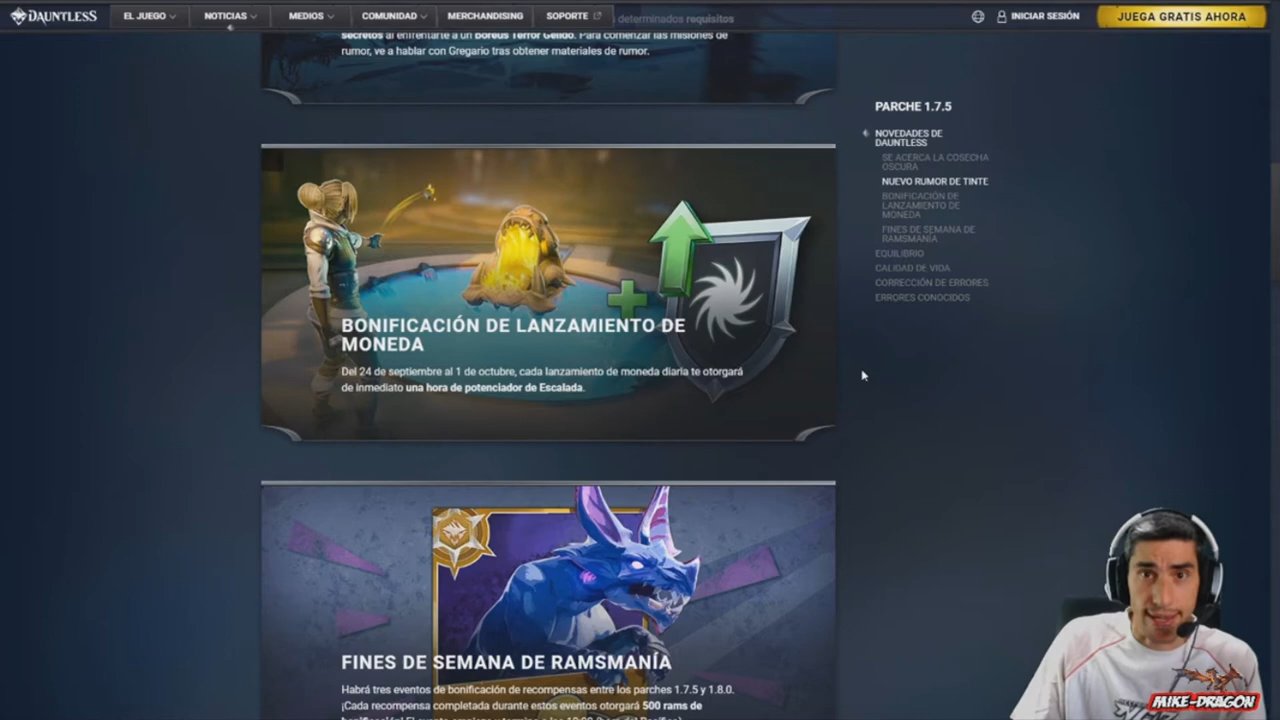 DAUNTLESS
EL JUEGO
NOTICIAS
MEDIOS
COMUNIDAD
MERCHANDISING
SOPORTE
determinados requisitos
INICIAR SESIÓN
JUEGA GRATIS AHORA
secretos al enfrentarte a un Boreus Terror Gélido. Para comenzar las misiones de
rumor, ve a hablar con Gregario tras obtener materiales de rumor.
BONIFICACIÓN DE LANZAMIENTO DE
MONEDA
Del 24 de septiembre al 1 de octubre, cada lanzamiento de moneda diaria te otorgará
de inmediato una hora de potenciador de Escalada.
FINES DE SEMANA DE RAMSMANÍA
Habrá tres eventos de bonificación de recompensas entre los parches 1.7.5 y 1.8.0.
¡Cada recompensa completada durante estos eventos otorgará 500 rams de
PARCHE 1.7.5
NOVEDADES DE
DAUNTLESS
SE ACERCA LA COSECHA
OSCURA
NUEVO RUMOR DE TINTE
BONIFICACIÓN DE
LANZAMIENTO DE
MONEDA
FINES DE SEMANA DE
RAMSMANÍA
EQUILIBRIO
CALIDAD DE VIDA
CORRECCIÓN DE ERRORES
ERRORES CONOCIDOS
MIKE-DRAGON